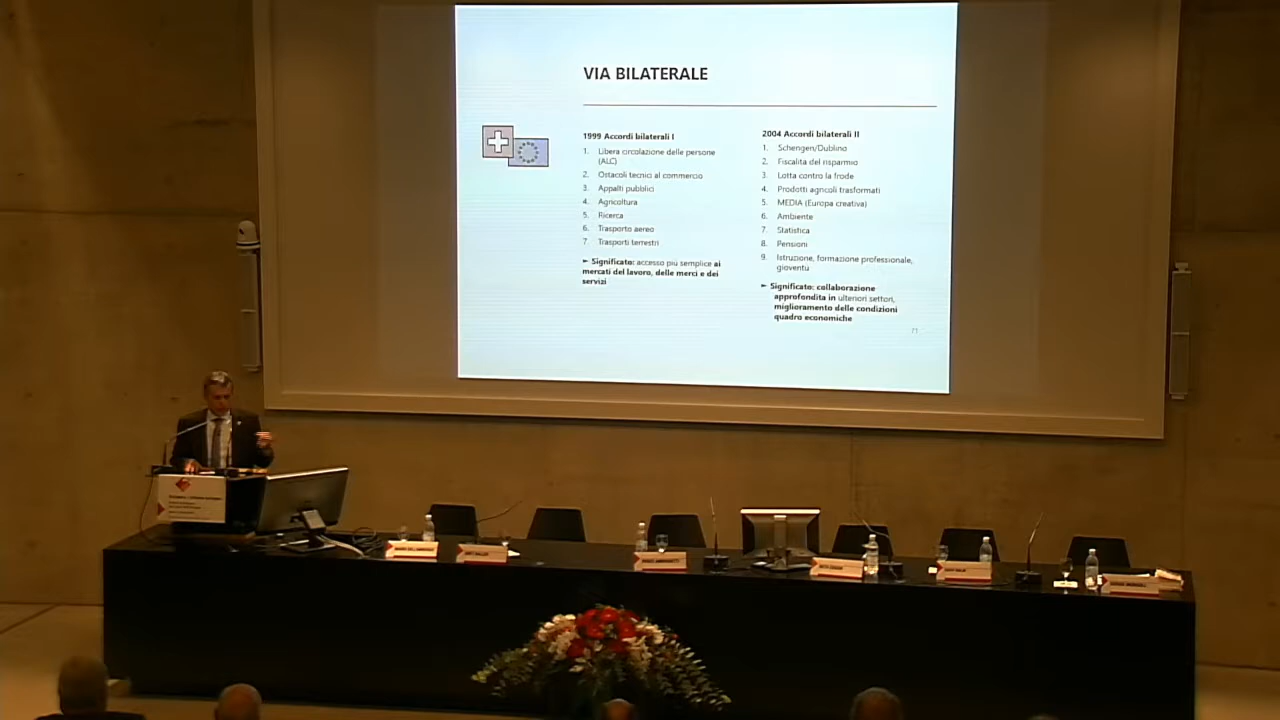 VIA BILATERALE
1999 Accordi bilaterali I
1. Libera circolazione delle persone
(ALC)
2. Ostacoli tecnici al commercio
3. Appalti pubblici
4. Agricoltura
5. Ricerca
6. Trasporto aereo
7. Trasporti terrestri
► Significato: accesso più semplice ai
mercati del lavoro, delle merci e dei
servizi
2004 Accordi bilaterali II
1. Schengen/Dublino
2. Fiscalità del risparmio
3. Lotta contro la frode
4. Prodotti agricoli trasformati
5. MEDIA (Europa creativa)
6. Ambiente
7. Statistica
8. Pensioni
9. Istruzione, formazione professionale,
gioventù
► Significato: collaborazione
approfondita in ulteriori settori,
miglioramento delle condizioni
quadro economiche
71